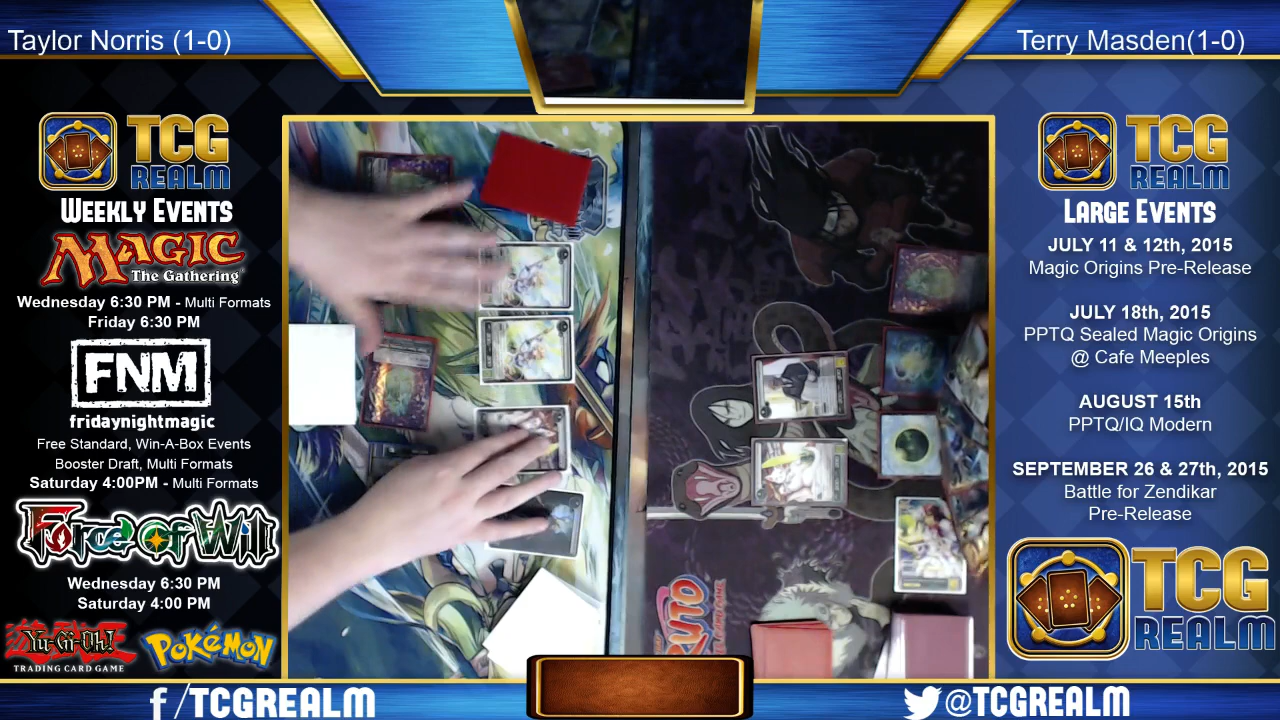 Taylor Norris (1-0)
Terry Masden(1-0)
TCG
REALM
WEEKLY EVENTS
MAGIC
The Gathering
Wednesday 6:30 PM - Multi Formats
Friday 6:30 PM
FNM
fridaynightmagic
Free Standard, Win-A-Box Events
Booster Draft, Multi Formats
Saturday 4:00PM - Multi Formats
Force of Will
Wednesday 6:30 PM
Saturday 4:00 PM
Yu-Gi-Oh!
TRADING CARD GAME
POKéMON
TCG
REALM
LARGE EVENTS
JULY 11 & 12th, 2015
Magic Origins Pre-Release
JULY 18th, 2015
PPTQ Sealed Magic Origins
@ Cafe Meeples
AUGUST 15th
PPTQ/IQ Modern
SEPTEMBER 26 & 27th, 2015
Battle for Zendikar
Pre-Release
TCG
REALM
f/TCGREALM
@TCGREALM